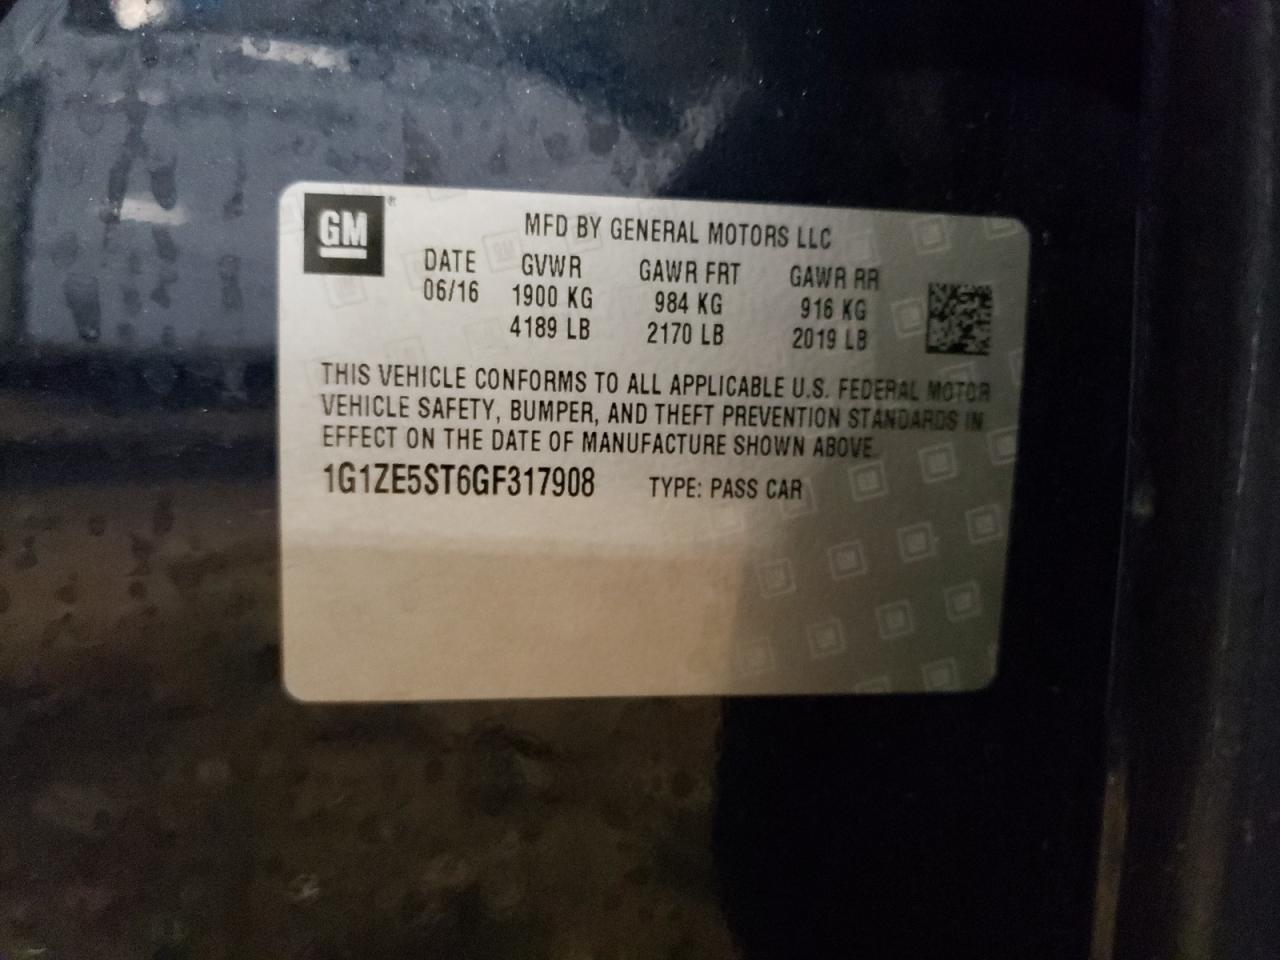 GM
MFD BY GENERAL MOTORS LLC
DATE GVWR GAWR FRT GAWR RR
06/16 1900 KG 984 KG 916 KG
4189 LB 2170 LB 2019 LB
THIS VEHICLE CONFORMS TO ALL APPLICABLE U.S. FEDERAL MOTOR
VEHICLE SAFETY, BUMPER, AND THEFT PREVENTION STANDARDS IN
EFFECT ON THE DATE OF MANUFACTURE SHOWN ABOVE.
1G1ZE5ST6GF317908 TYPE: PASS CAR